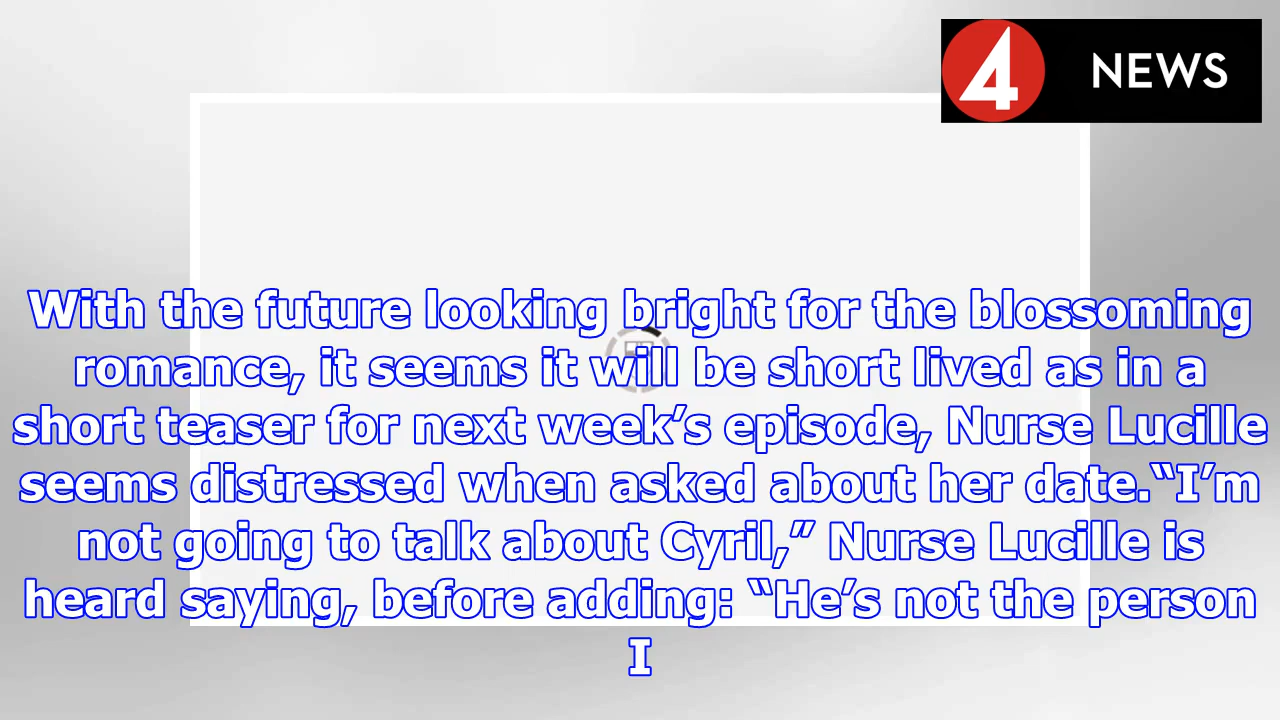 4 NEWS
With the future looking bright for the blossoming
romance, it seems it will be short lived as in a
short teaser for next week’s episode, Nurse Lucille
seems distressed when asked about her date.“I’m
not going to talk about Cyril,” Nurse Lucille is
heard saying, before adding: “He’s not the person
I